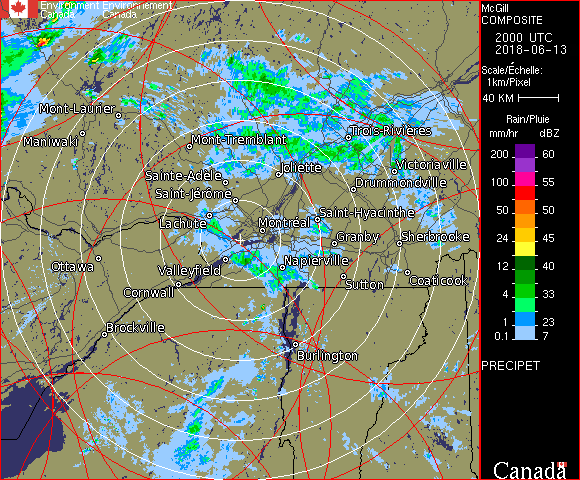 Environment Environnement
Canada Canada
McGill
COMPOSITE
2000 UTC
2018-06-13
Scale/Échelle:
1km/Pixel
40 KM
Rain/Pluie
mm/hr dBZ
200 60
100 55
50 50
24 45
12 40
4 33
1 23
0.1 7
PRECIPET
Canada
Mont-Laurier
Maniwaki
Mont-Tremblant
Trois-Rivières
Joliette
Victoriaville
Sainte-Adèle
Drummondville
Saint-Jérôme
Lachute
Saint-Hyacinthe
Montréal
Granby
Sherbrooke
Ottawa
Valleyfield
Napierville
Cornwall
Sutton
Coaticook
Brockville
Burlington